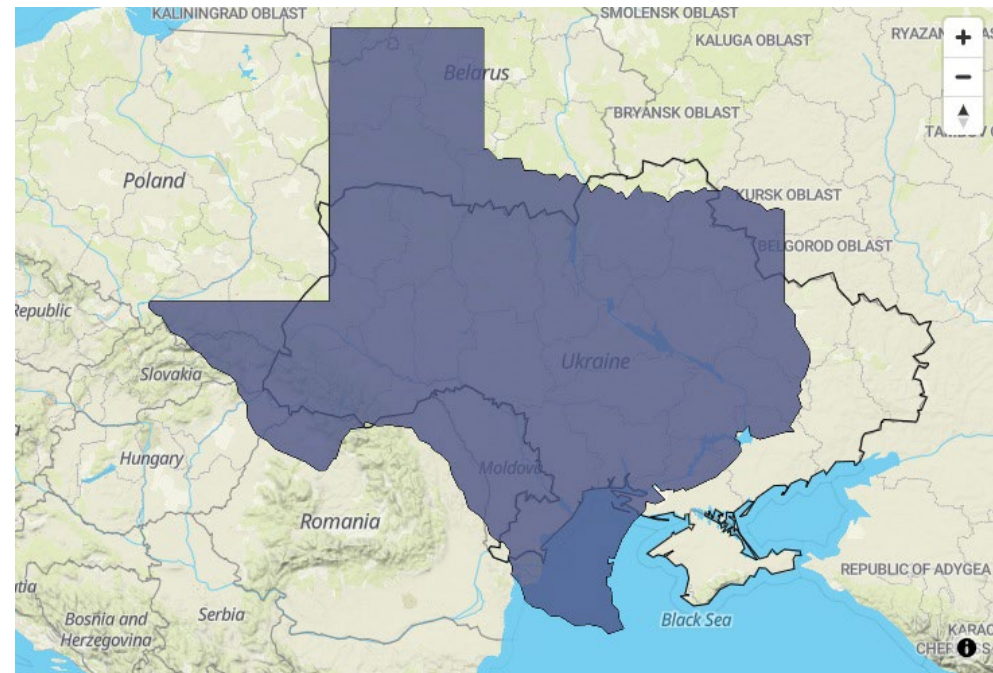 KALININGRAD OBLAST
SMOLENSK OBLAST
KALUGA OBLAST
+
Belarus
−
BRYANSK OBLAST
Poland
KURSK OBLAST
BELGOROD OBLAST
Republic
Ukraine
Slovakia
Hungary
Moldova
Romania
REPUBLIC OF ADYGEA
Serbia
Black Sea
Bosnia and
Herzegovina
i